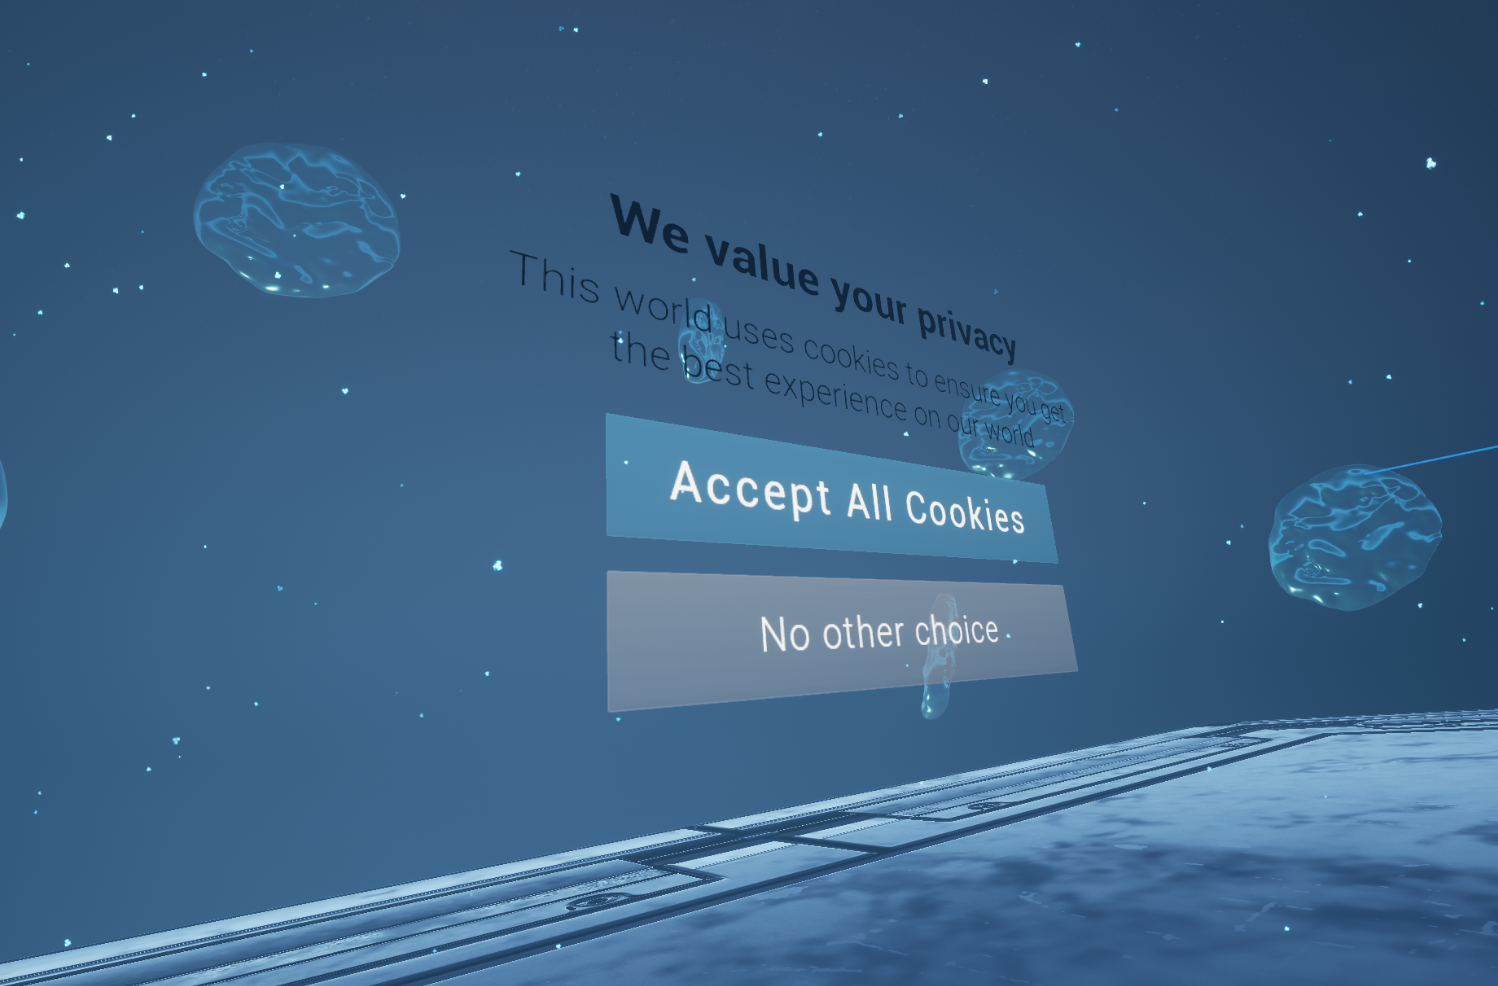 We value your privacy
This world uses cookies to ensure you get
the best experience on our world
Accept All Cookies
No other choice